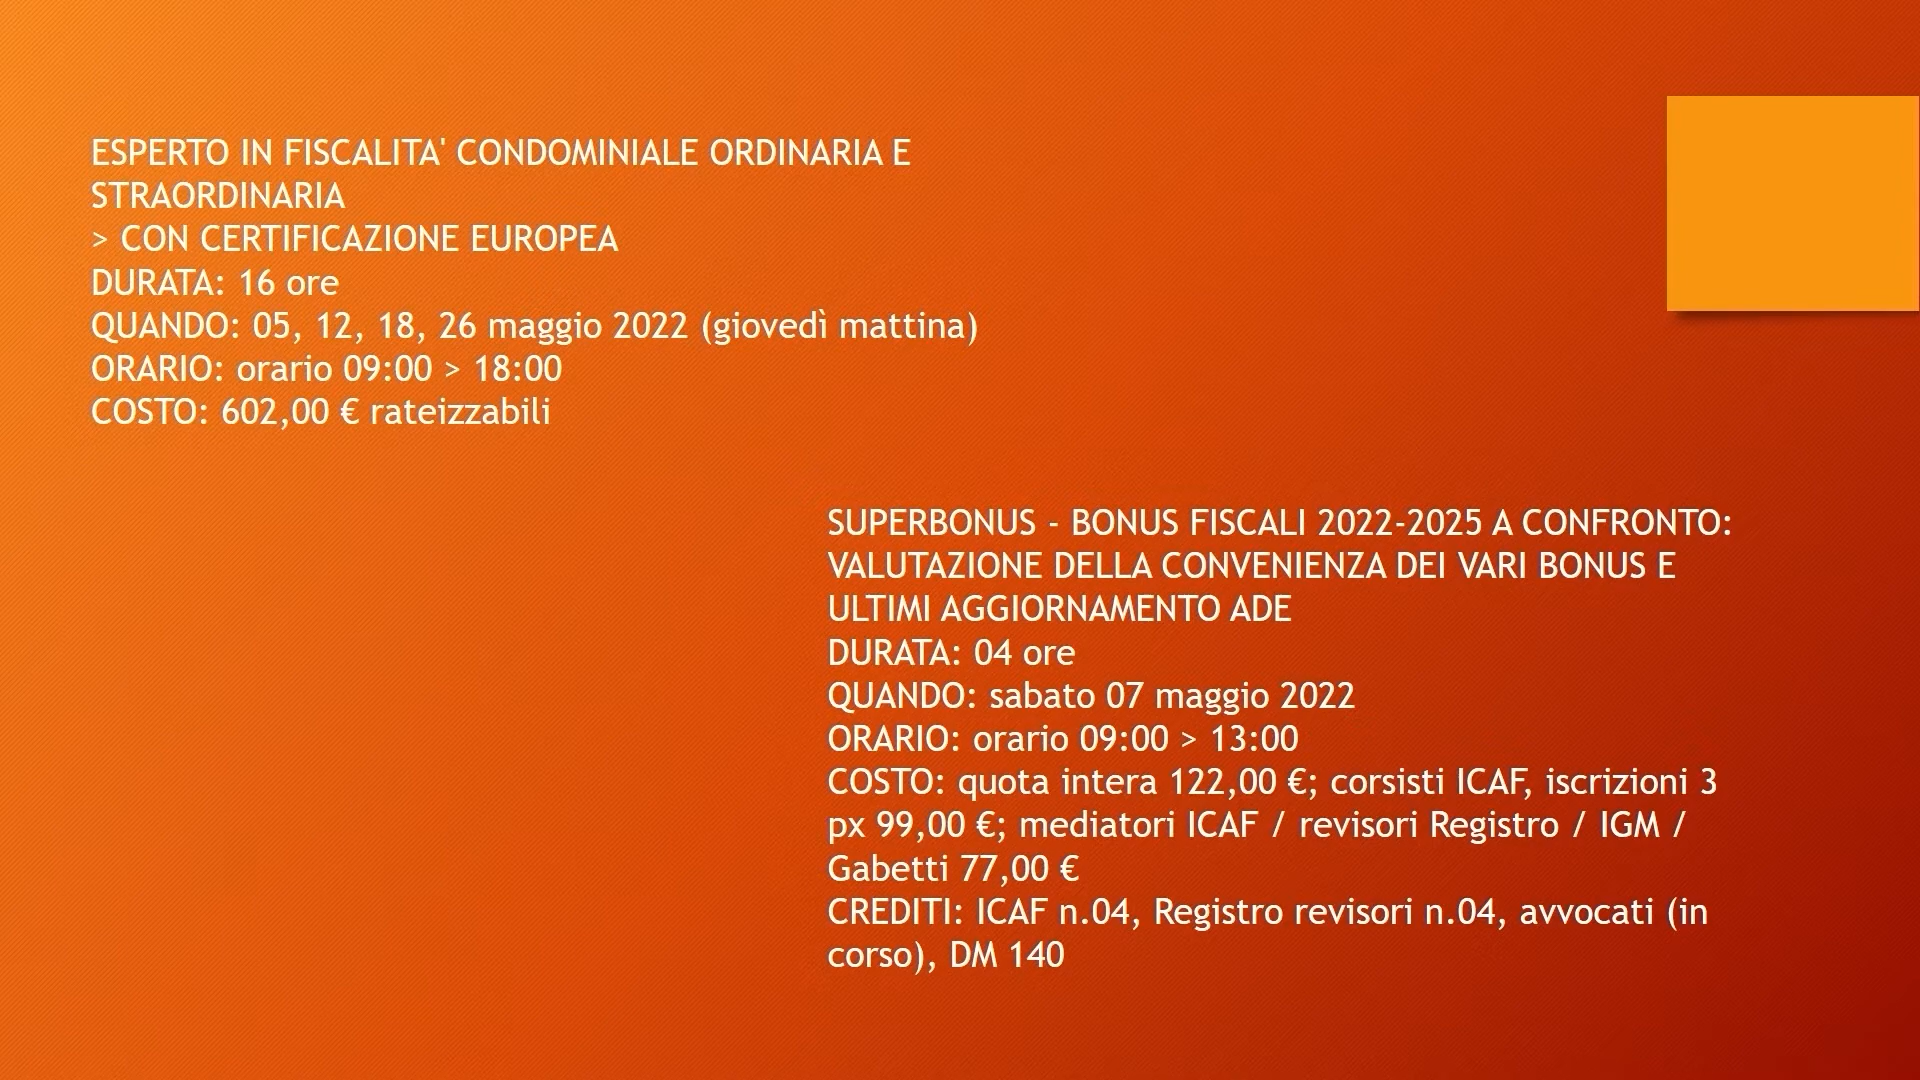 ESPERTO IN FISCALITA' CONDOMINIALE ORDINARIA E
STRAORDINARIA
> CON CERTIFICAZIONE EUROPEA
DURATA: 16 ore
QUANDO: 05, 12, 18, 26 maggio 2022 (giovedì mattina)
ORARIO: orario 09:00 > 18:00
COSTO: 602,00 € rateizzabili
SUPERBONUS - BONUS FISCALI 2022-2025 A CONFRONTO:
VALUTAZIONE DELLA CONVENIENZA DEI VARI BONUS E
ULTIMI AGGIORNAMENTO ADE
DURATA: 04 ore
QUANDO: sabato 07 maggio 2022
ORARIO: orario 09:00 > 13:00
COSTO: quota intera 122,00 €; corsisti ICAF, iscrizioni 3
px 99,00 €; mediatori ICAF / revisori Registro / IGM /
Gabetti 77,00 €
CREDITI: ICAF n.04, Registro revisori n.04, avvocati (in
corso), DM 140